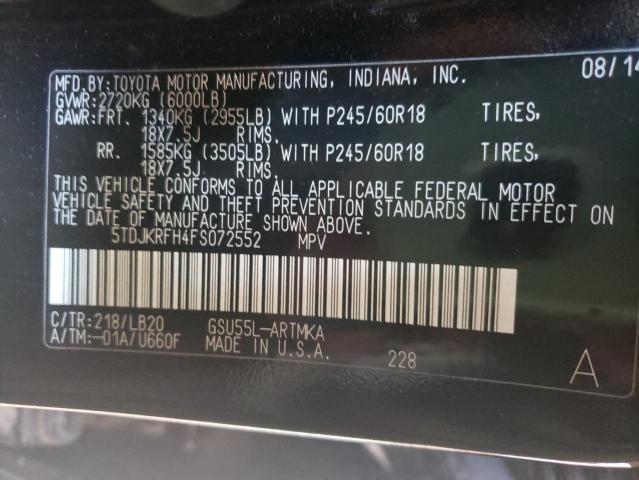 MFD.BY:TOYOTA MOTOR MANUFACTURING, INDIANA, INC. 08/14
GVWR:2720KG (6000LB)
GAWR:FRT. 1340KG (2955LB) WITH P245/60R18 TIRES,
18X7.5J RIMS.
RR. 1585KG (3505LB) WITH P245/60R18 TIRES,
18X7.5J RIMS.
THIS VEHICLE CONFORMS TO ALL APPLICABLE FEDERAL MOTOR
VEHICLE SAFETY AND THEFT PREVENTION STANDARDS IN EFFECT ON
THE DATE OF MANUFACTURE SHOWN ABOVE.
5TDJKRFH4FS072552 MPV
C/TR:218/LB20 GSU55L-ARTMKA
A/TM:-01A/U660F MADE IN U.S.A. 228 A